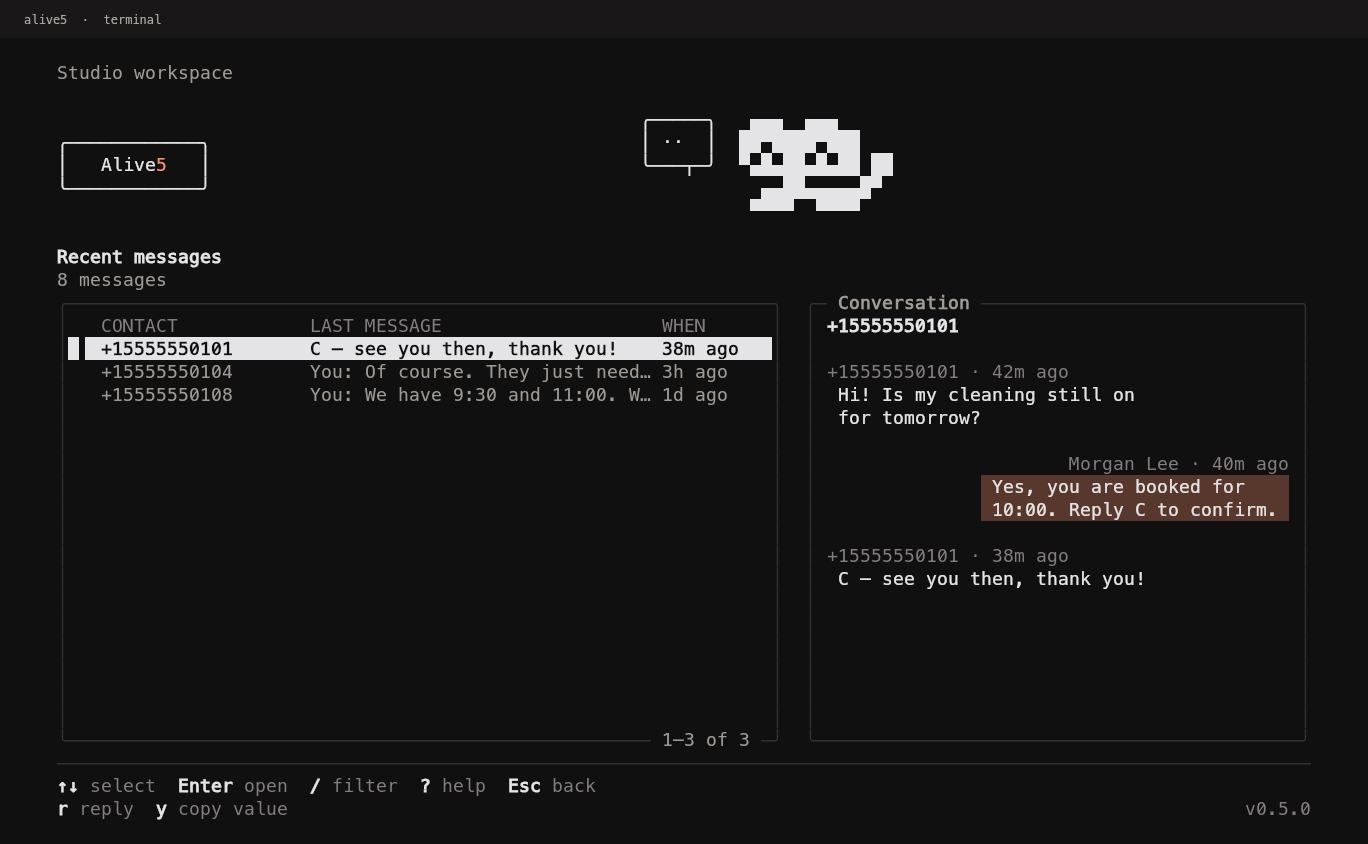 alive5 · terminal
Studio workspace
··
Alive5
Recent messages
8 messages
CONTACT LAST MESSAGE WHEN
+15555550101 C — see you then, thank you! 38m ago
+15555550104 You: Of course. They just need… 3h ago
+15555550108 You: We have 9:30 and 11:00. W… 1d ago
1–3 of 3
Conversation
+15555550101
+15555550101 · 42m ago
Hi! Is my cleaning still on
for tomorrow?
Morgan Lee · 40m ago
Yes, you are booked for
10:00. Reply C to confirm.
+15555550101 · 38m ago
C — see you then, thank you!
↑↓ select Enter open / filter ? help Esc back
r reply y copy value
v0.5.0